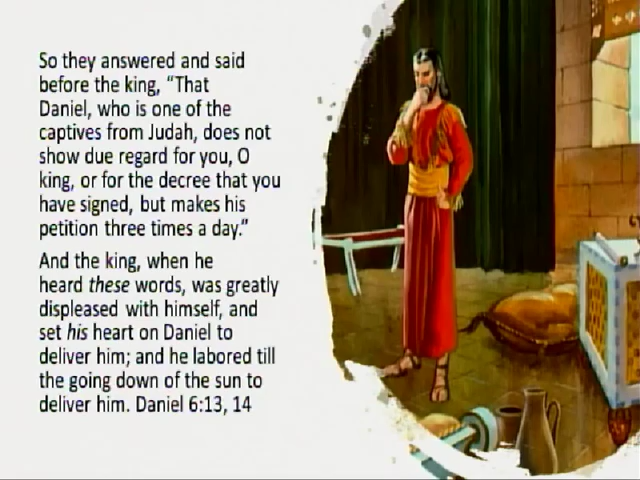 So they answered and said
before the king, “That
Daniel, who is one of the
captives from Judah, does not
show due regard for you, O
king, or for the decree that you
have signed, but makes his
petition three times a day.”
And the king, when he
heard these words, was greatly
displeased with himself, and
set his heart on Daniel to
deliver him; and he labored till
the going down of the sun to
deliver him. Daniel 6:13, 14